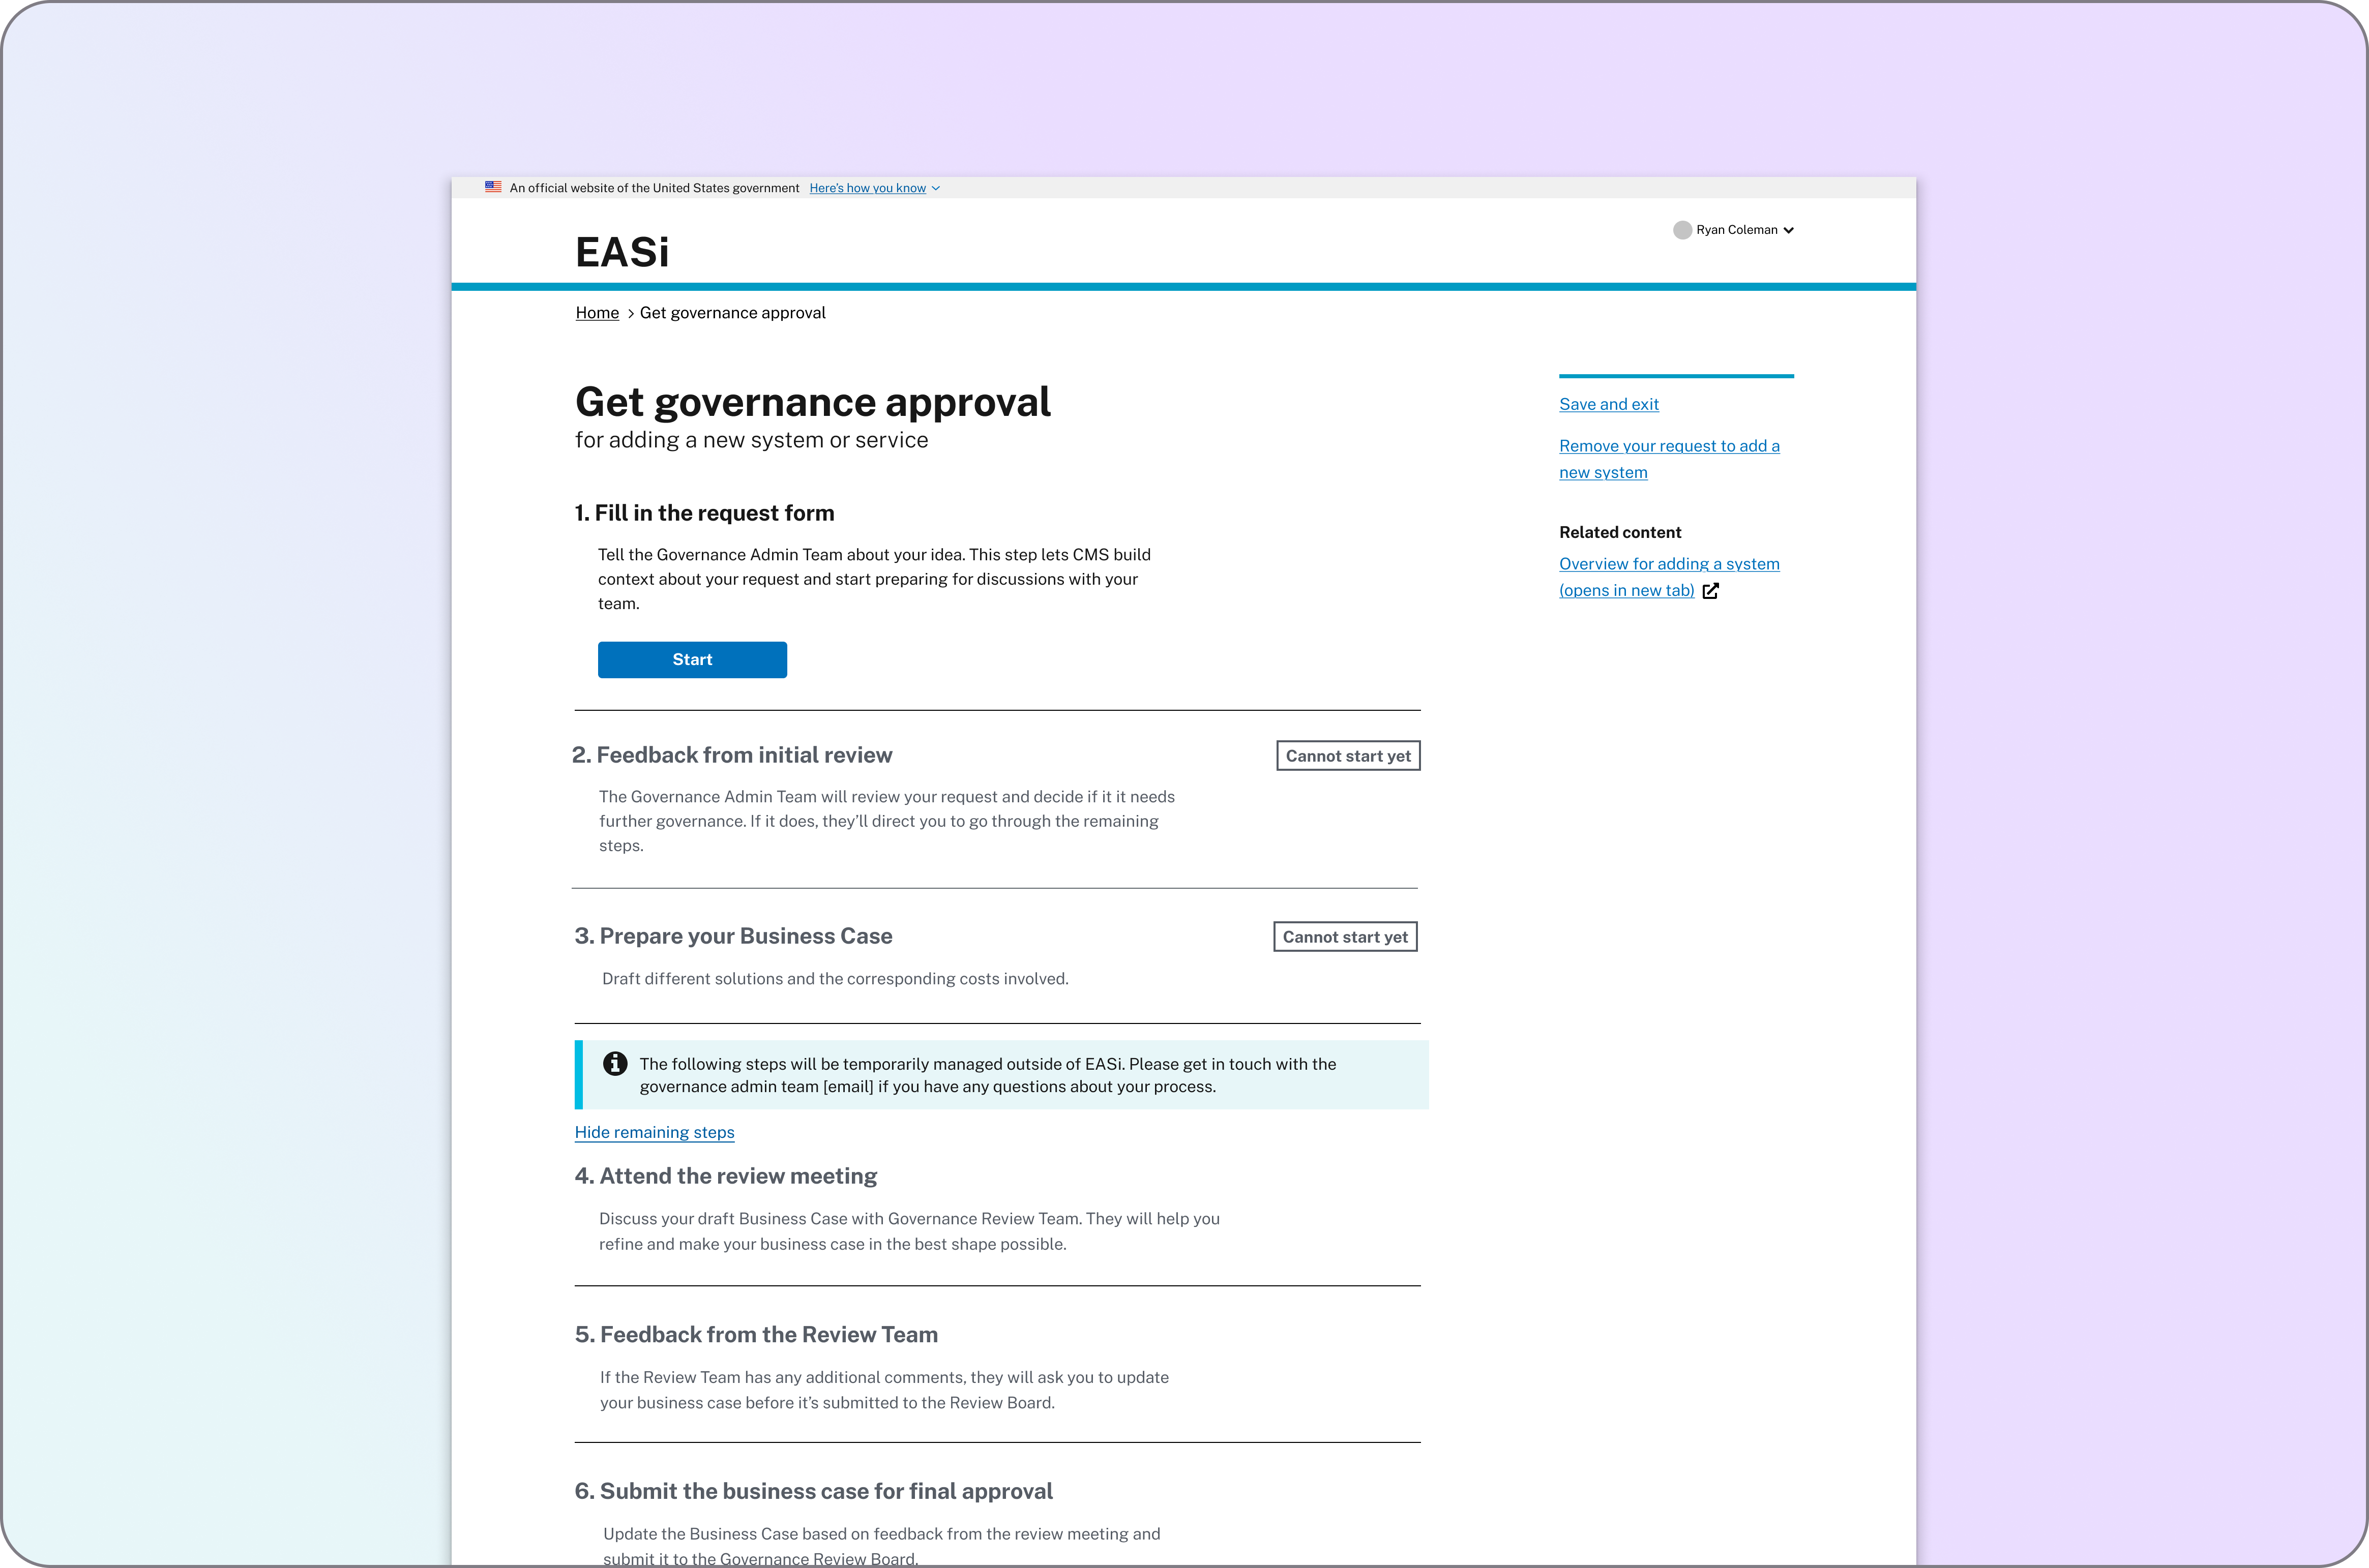 An official website of the United States government Here's how you know
EASi
Ryan Coleman
Home > Get governance approval
Get governance approval
for adding a new system or service
1. Fill in the request form
Tell the Governance Admin Team about your idea. This step lets CMS build
context about your request and start preparing for discussions with your
team.
Start
2. Feedback from initial review
Cannot start yet
The Governance Admin Team will review your request and decide if it it needs
further governance. If it does, they’ll direct you to go through the remaining
steps.
3. Prepare your Business Case
Cannot start yet
Draft different solutions and the corresponding costs involved.
The following steps will be temporarily managed outside of EASi. Please get in touch with the
governance admin team [email] if you have any questions about your process.
Hide remaining steps
4. Attend the review meeting
Discuss your draft Business Case with Governance Review Team. They will help you
refine and make your business case in the best shape possible.
5. Feedback from the Review Team
If the Review Team has any additional comments, they will ask you to update
your business case before it’s submitted to the Review Board.
6. Submit the business case for final approval
Update the Business Case based on feedback from the review meeting and
submit it to the Governance Review Board.
Save and exit
Remove your request to add a
new system
Related content
Overview for adding a system
(opens in new tab)